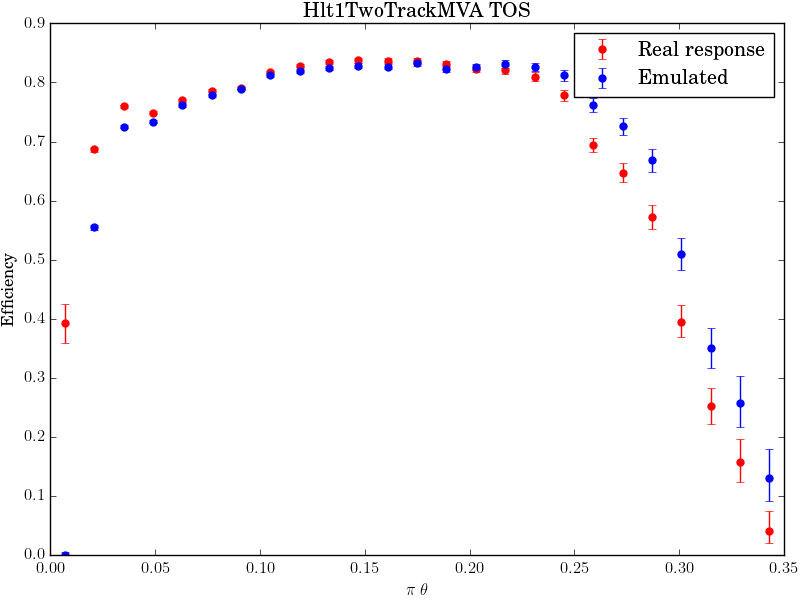 Hlt1TwoTrackMVA TOS
Real response
Emulated
Efficiency
0.9
0.8
0.7
0.6
0.5
0.4
0.3
0.2
0.1
0.0
0.00 0.05 0.10 0.15 0.20 0.25 0.30 0.35
π θ